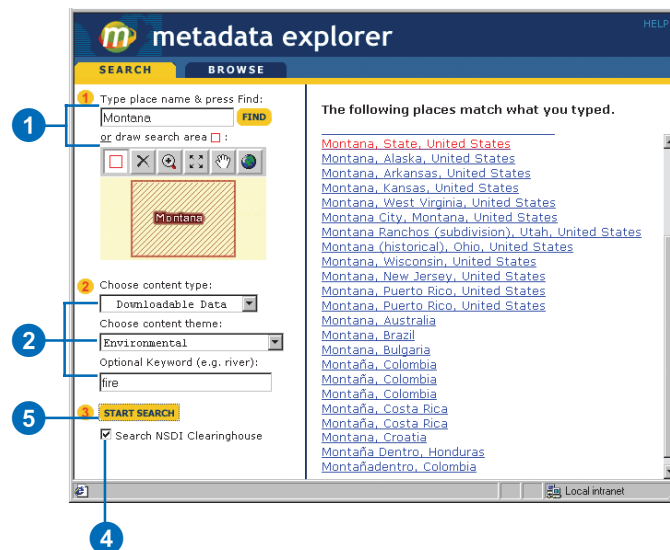 m metadata explorer
HELP
SEARCH BROWSE
1 Type place name & press Find:
Montana FIND
or draw search area :
Montana
2 Choose content type:
Downloadable Data
Choose content theme:
Environmental
Optional Keyword (e.g. river):
fire
3 START SEARCH
Search NSDI Clearinghouse
1
2
5
4
The following places match what you typed.
Montana, State, United States
Montana, Alaska, United States
Montana, Arkansas, United States
Montana, Kansas, United States
Montana, West Virginia, United States
Montana City, Montana, United States
Montana Ranchos (subdivision), Utah, United States
Montana (historical), Ohio, United States
Montana, Wisconsin, United States
Montana, New Jersey, United States
Montana, Puerto Rico, United States
Montana, Puerto Rico, United States
Montana, Australia
Montana, Brazil
Montana, Bulgaria
Montaña, Colombia
Montaña, Colombia
Montaña, Colombia
Montaña, Costa Rica
Montaña, Costa Rica
Montana, Croatia
Montaña Dentro, Honduras
Montañadentro, Colombia
Local intranet